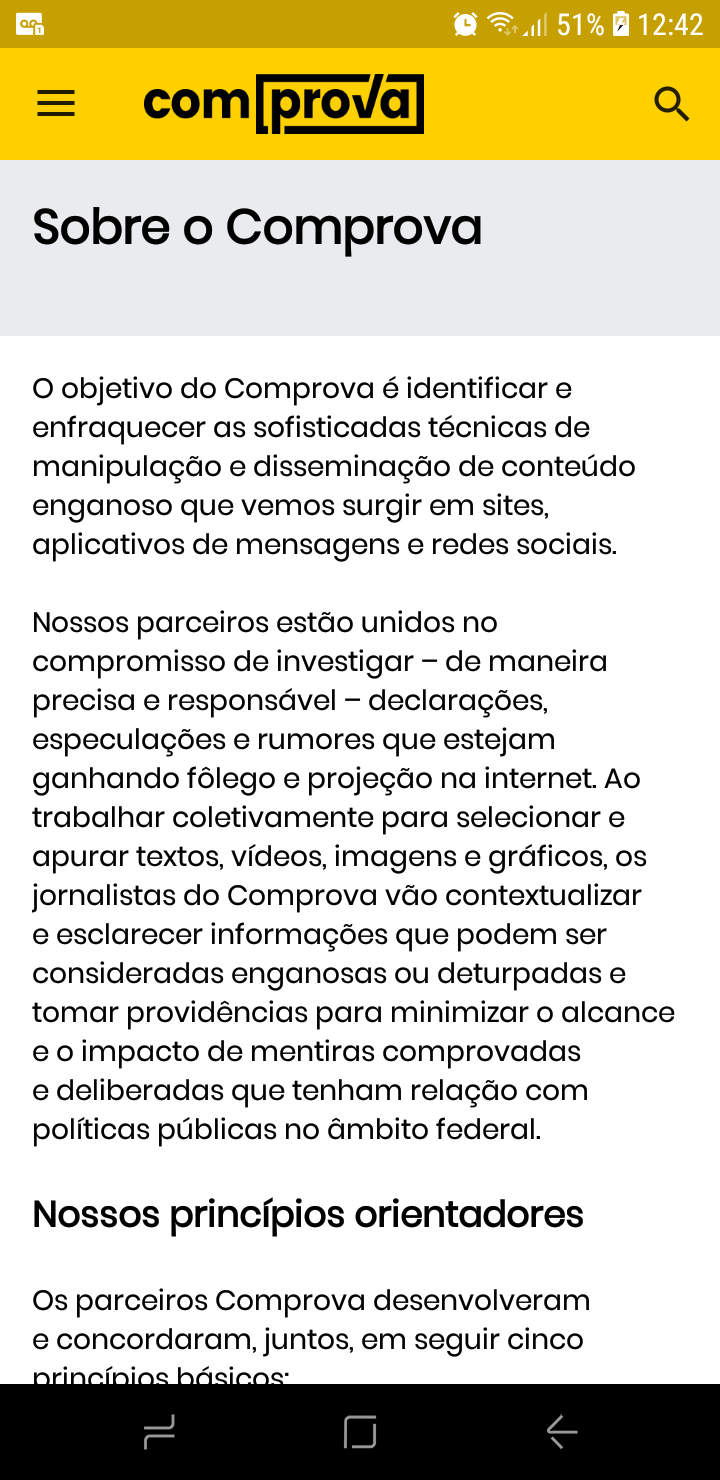 51% 12:42
comprova
Sobre o Comprova
O objetivo do Comprova é identificar e
enfraquecer as sofisticadas técnicas de
manipulação e disseminação de conteúdo
enganoso que vemos surgir em sites,
aplicativos de mensagens e redes sociais.
Nossos parceiros estão unidos no
compromisso de investigar – de maneira
precisa e responsável – declarações,
especulações e rumores que estejam
ganhando fôlego e projeção na internet. Ao
trabalhar coletivamente para selecionar e
apurar textos, vídeos, imagens e gráficos, os
jornalistas do Comprova vão contextualizar
e esclarecer informações que podem ser
consideradas enganosas ou deturpadas e
tomar providências para minimizar o alcance
e o impacto de mentiras comprovadas
e deliberadas que tenham relação com
políticas públicas no âmbito federal.
Nossos princípios orientadores
Os parceiros Comprova desenvolveram
e concordaram, juntos, em seguir cinco
princípios básicos: